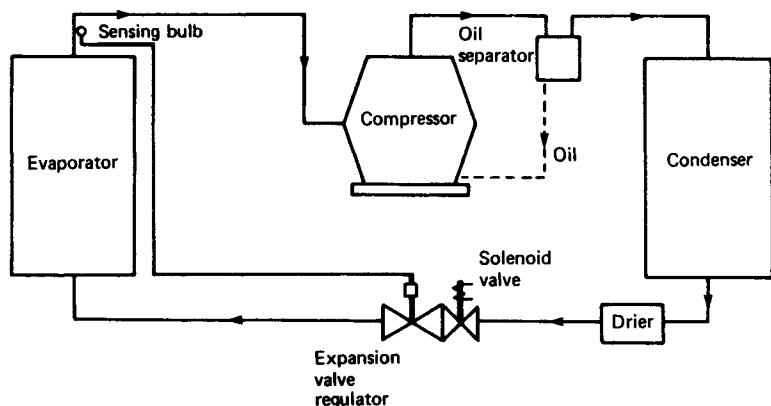 Sensing bulb
Oil
separator
Compressor
Evaporator
Condenser
Oil
Solenoid
valve
Drier
Expansion
valve
regulator